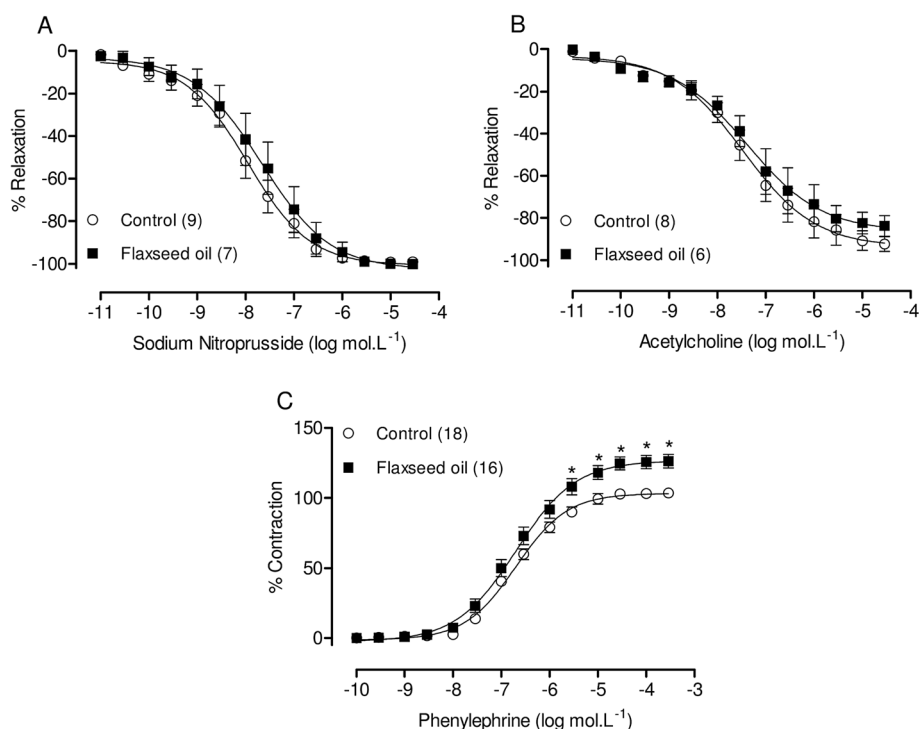 A
0
-20
-40
-60
-80
-100
% Relaxation
Control (9)
Flaxseed oil (7)
-11 -10 -9 -8 -7 -6 -5 -4
Sodium Nitroprusside (log mol.L-1)
B
0
-20
-40
-60
-80
-100
% Relaxation
Control (8)
Flaxseed oil (6)
-11 -10 -9 -8 -7 -6 -5 -4
Acetylcholine (log mol.L-1)
C
150
100
50
0
% Contraction
Control (18)
Flaxseed oil (16)
* * * * *
-10 -9 -8 -7 -6 -5 -4 -3
Phenylephrine (log mol.L-1)